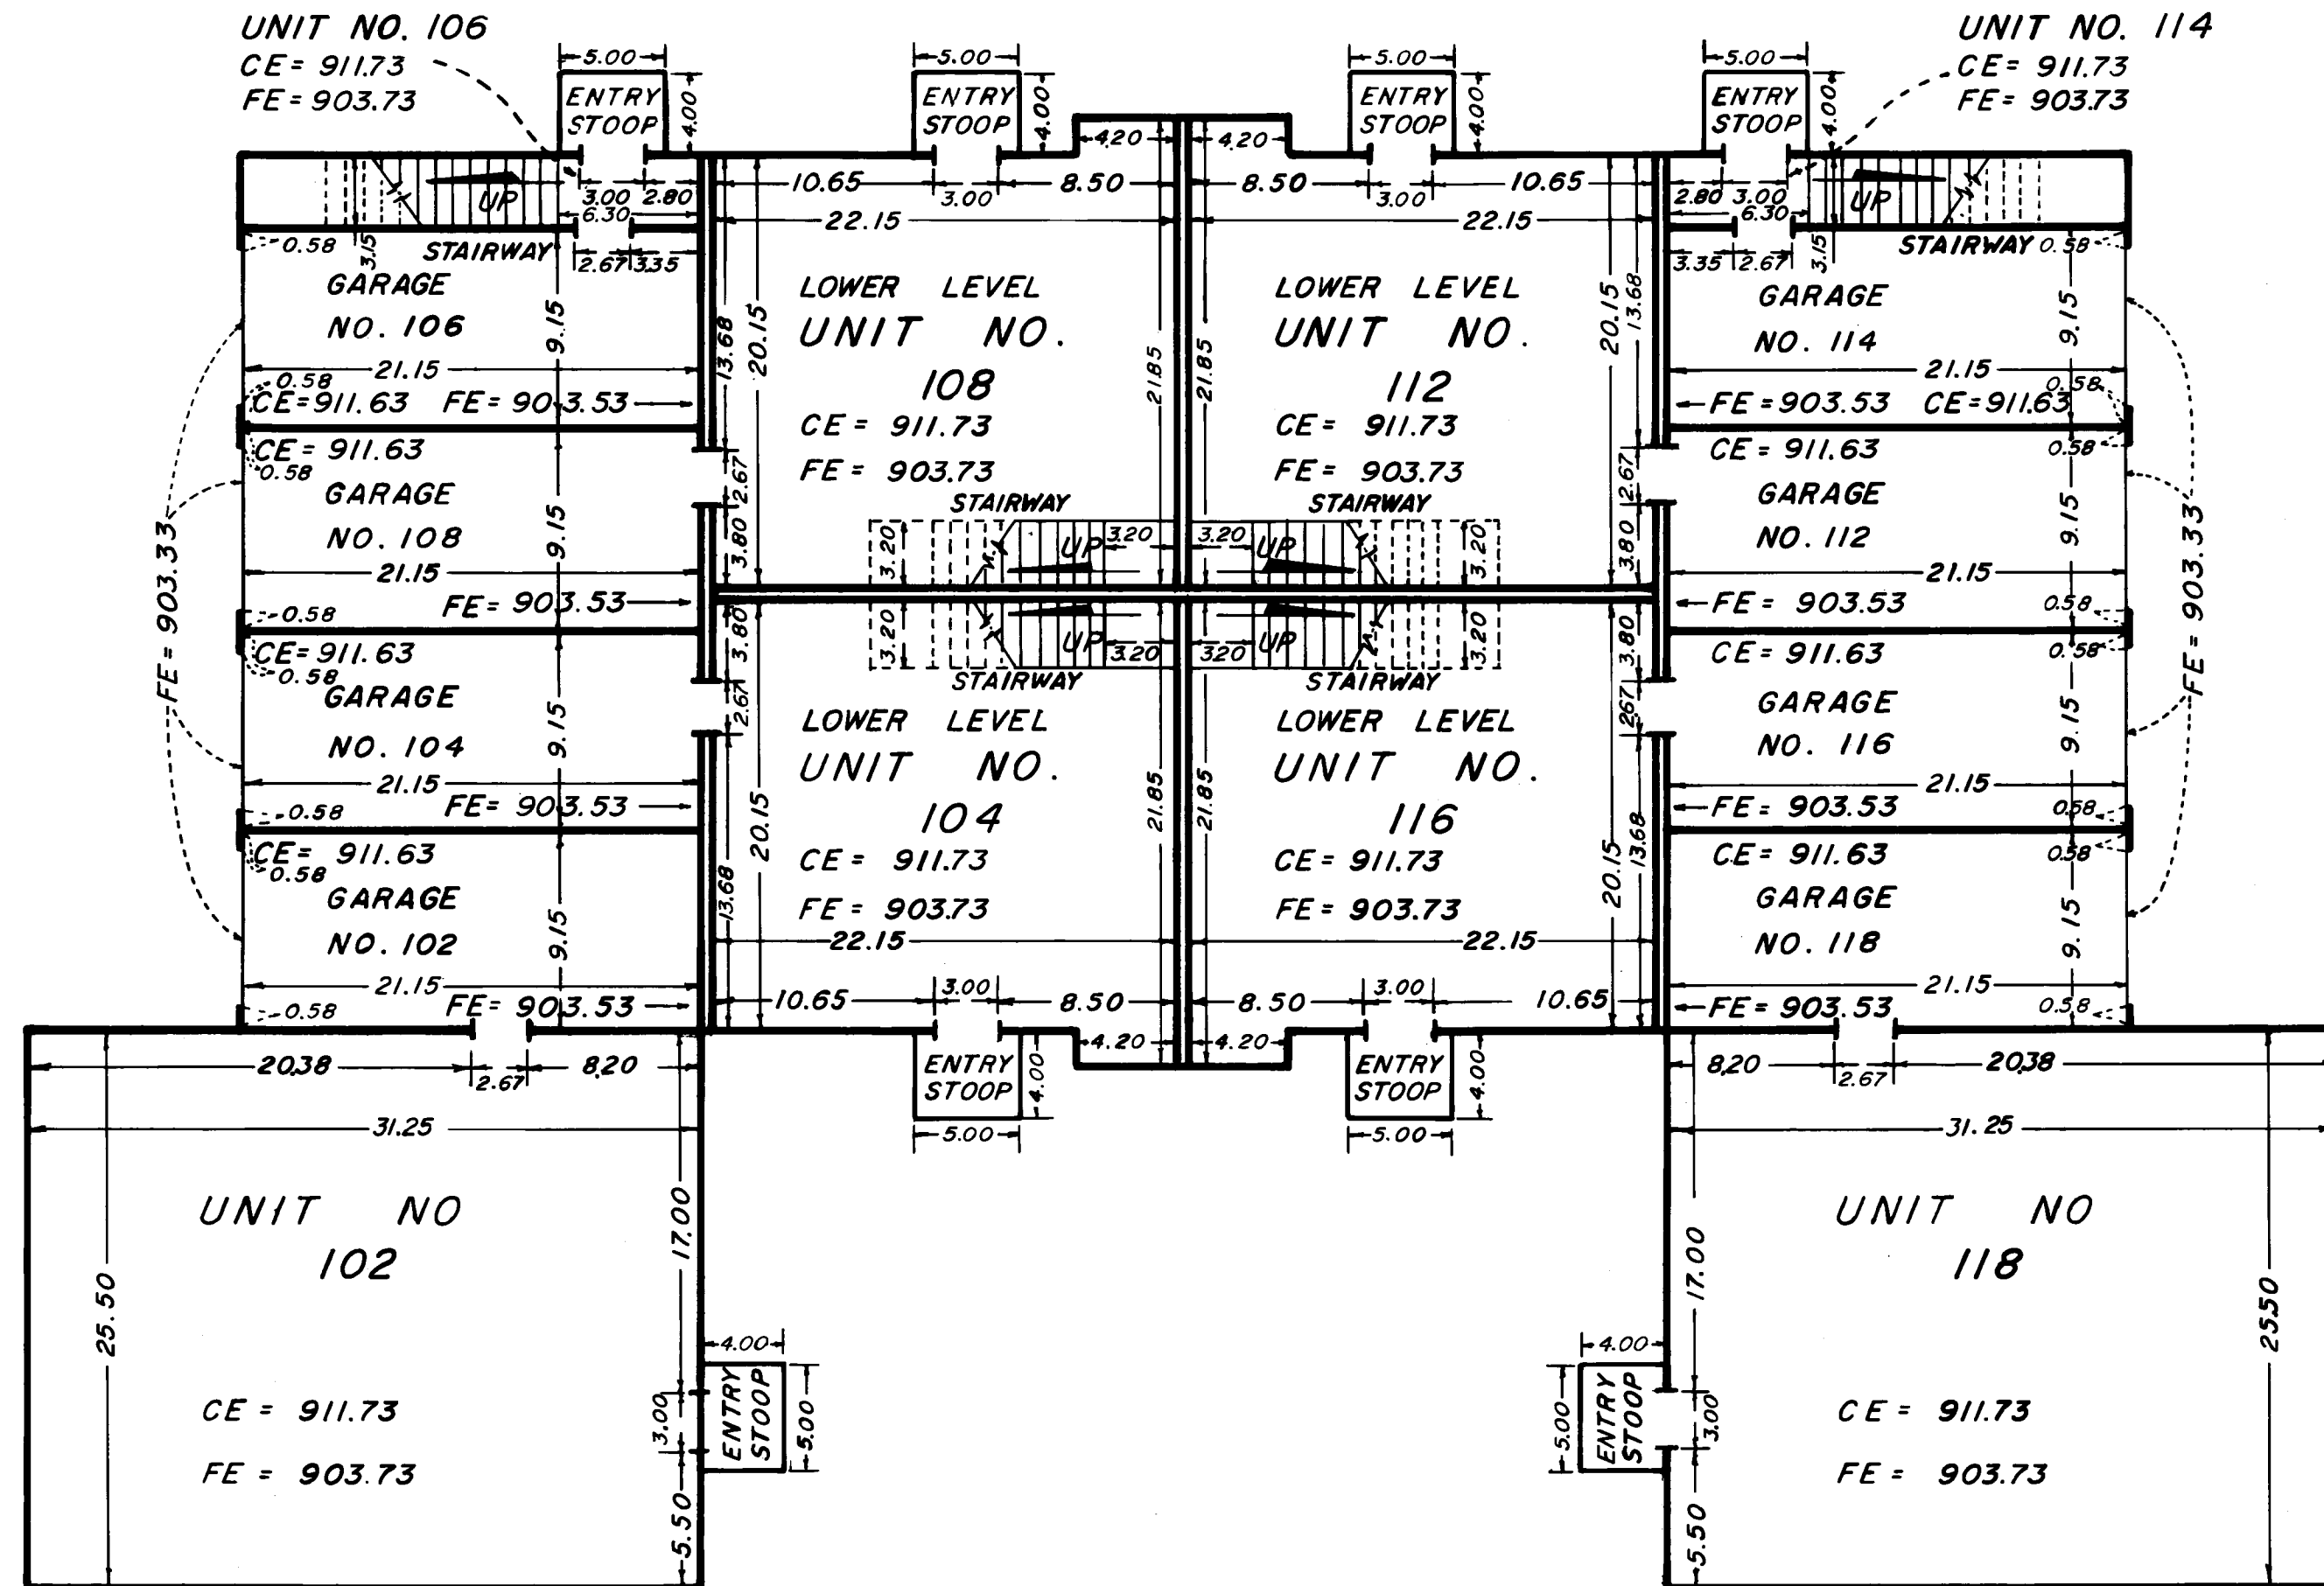 UNIT NO. 106
CE= 911.73
FE= 903.73
UNIT NO. 114
CE= 911.73
FE= 903.73
5.00
5.00
5.00
5.00
ENTRY
STOOP
4.00
ENTRY
STOOP
4.00
ENTRY
STOOP
4.00
ENTRY
STOOP
4.00
4.20
4.20
UP
3.00
2.80
6.30
3.15
STAIRWAY
2.67
3.35
10.65
3.00
8.50
22.15
8.50
3.00
10.65
22.15
2.80
3.00
6.30
UP
3.15
STAIRWAY
3.35
2.67
0.58
GARAGE
NO. 106
9.15
21.15
0.58
CE=911.63 FE=903.53
13.68
20.15
LOWER LEVEL
UNIT NO.
108
CE= 911.73
FE= 903.73
21.85
21.85
LOWER LEVEL
UNIT NO.
112
CE= 911.73
FE= 903.73
20.15
13.68
0.58
GARAGE
NO. 114
9.15
21.15
0.58
FE=903.53 CE=911.63
CE= 911.63
0.58
GARAGE
NO. 108
9.15
21.15
FE= 903.53
0.58
2.67
3.80
STAIRWAY
3.20
UP
3.20
STAIRWAY
3.20
UP
3.20
2.67
3.80
CE= 911.63
0.58
GARAGE
NO. 112
9.15
21.15
FE= 903.53
0.58
FE= 903.33
FE= 903.33
CE= 911.63
0.58
GARAGE
NO. 104
9.15
21.15
FE= 903.53
0.58
3.80
2.67
3.20
UP
3.20
STAIRWAY
3.20
UP
3.20
STAIRWAY
3.80
2.67
CE= 911.63
0.58
GARAGE
NO. 116
9.15
21.15
FE= 903.53
0.58
13.68
20.15
LOWER LEVEL
UNIT NO.
104
CE= 911.73
FE= 903.73
22.15
21.85
21.85
LOWER LEVEL
UNIT NO.
116
CE= 911.73
FE= 903.73
22.15
20.15
13.68
CE= 911.63
0.58
GARAGE
NO. 102
9.15
21.15
FE= 903.53
0.58
10.65
3.00
8.50
8.50
3.00
10.65
CE= 911.63
0.58
GARAGE
NO. 118
9.15
21.15
FE= 903.53
0.58
4.20
4.20
ENTRY
STOOP
4.00
5.00
ENTRY
STOOP
4.00
5.00
20.38
2.67
8.20
31.25
25.50
17.00
UNIT NO
102
CE= 911.73
FE= 903.73
3.00
5.50
4.00
ENTRY
STOOP
5.00
8.20
2.67
20.38
31.25
17.00
25.50
UNIT NO
118
CE= 911.73
FE= 903.73
4.00
ENTRY
STOOP
5.00
3.00
5.50